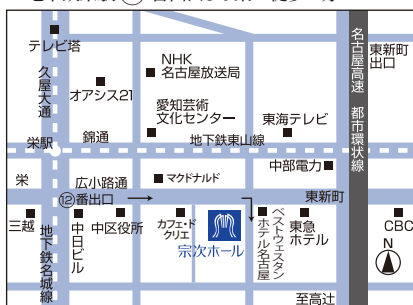 テレビ塔
久屋大通
オアシス21
NHK
名古屋放送局
愛知芸術
文化センター
名古屋高速 都市環状線
東新町
出口
東海テレビ
栄駅
錦通
地下鉄東山線
中部電力
栄
広小路通
マクドナルド
東新町
⑫番出口
三越
地下鉄名城線
中日ビル
中区役所
カフェ・ド
クリエ
宗次ホール
ベストウェスタン
ホテル名古屋
東急
ホテル
CBC
N
至高辻